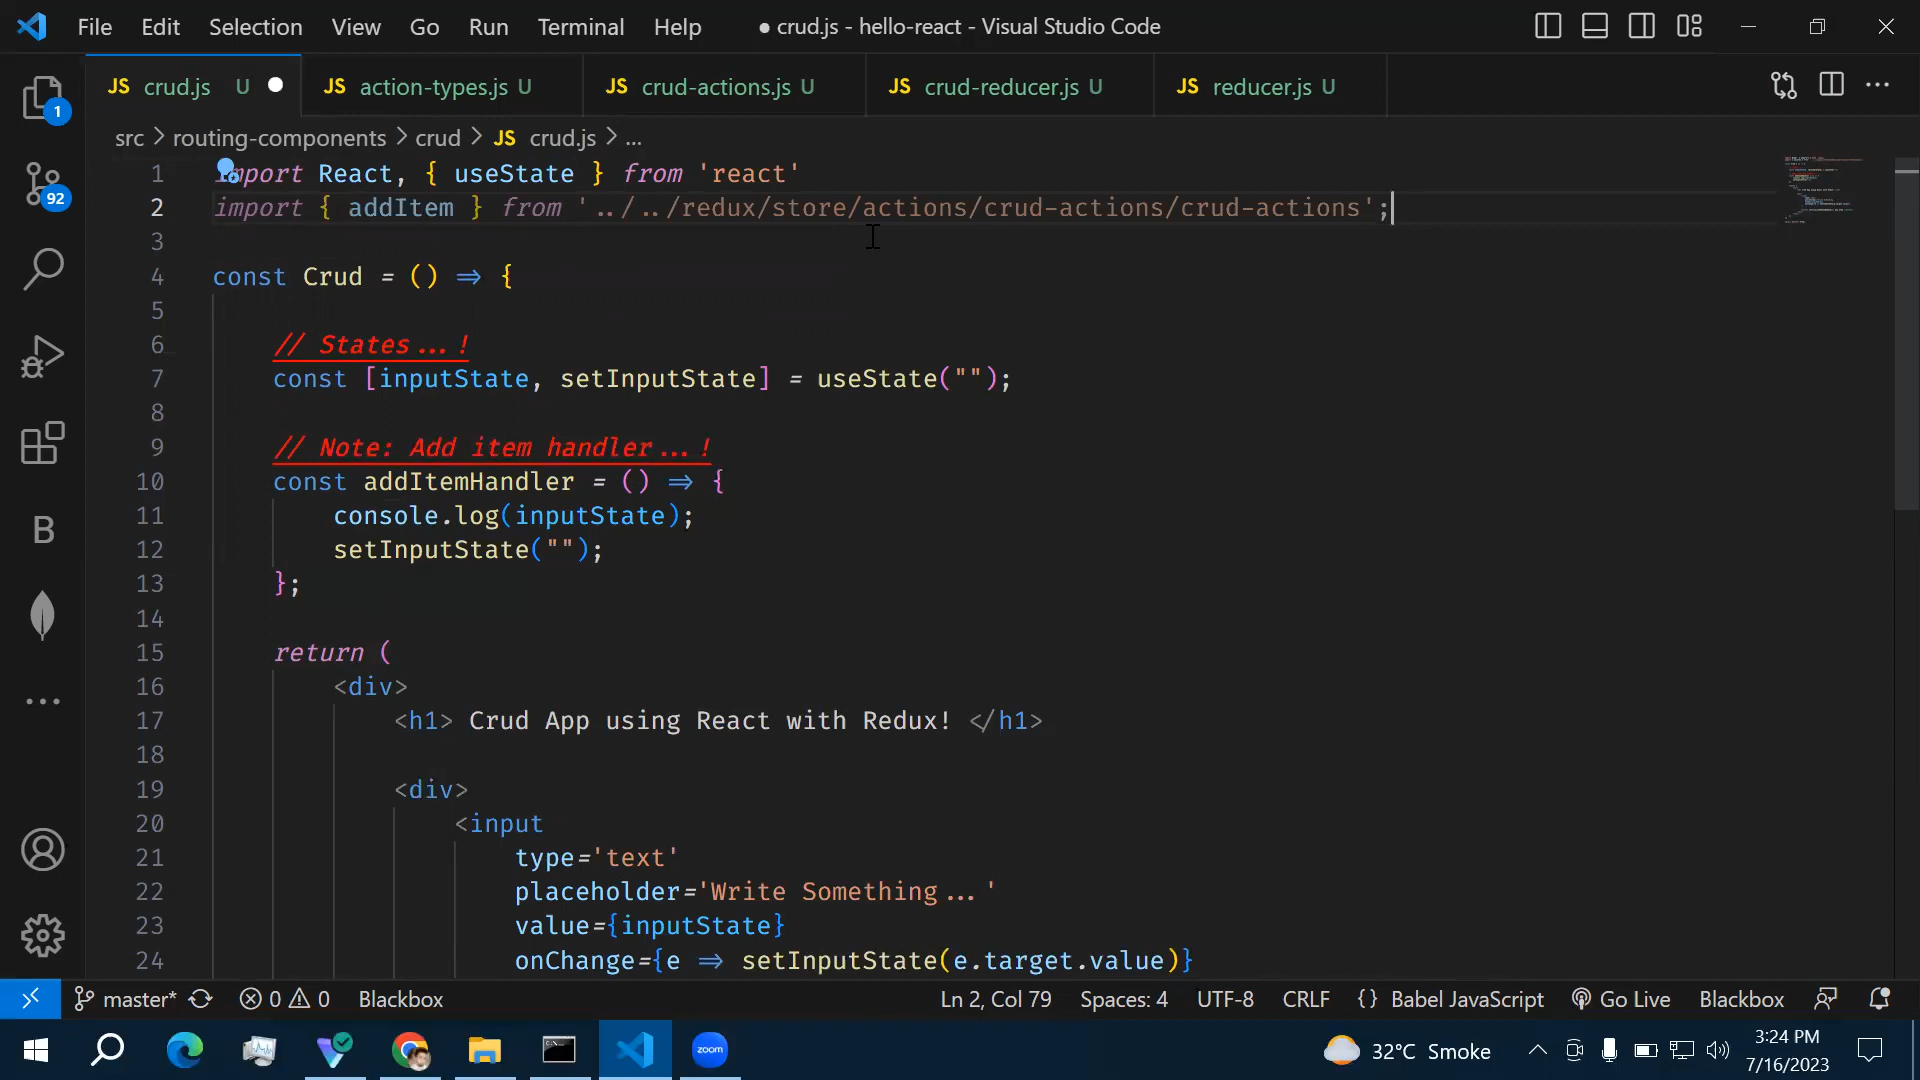 File Edit Selection View Go Run Terminal Help ● crud.js - hello-react - Visual Studio Code
JS crud.js U ● JS action-types.js U JS crud-actions.js U JS crud-reducer.js U JS reducer.js U
src > routing-components > crud > JS crud.js > ...
1 import React, { useState } from 'react'
2 import { addItem } from '../../redux/store/actions/crud-actions/crud-actions';
3
4 const Crud = () => {
5
6 // States...!
7 const [inputState, setInputState] = useState("");
8
9 // Note: Add item handler...!
10 const addItemHandler = () => {
11 console.log(inputState);
12 setInputState("");
13 };
14
15 return (
16 <div>
17 <h1> Crud App using React with Redux! </h1>
18
19 <div>
20 <input
21 type='text'
22 placeholder='Write Something...'
23 value={inputState}
24 onChange={e => setInputState(e.target.value)}
1
92
B
master* 0 0 Blackbox Ln 2, Col 79 Spaces: 4 UTF-8 CRLF {} Babel JavaScript Go Live Blackbox
zoom 32°C Smoke 3:24 PM
7/16/2023